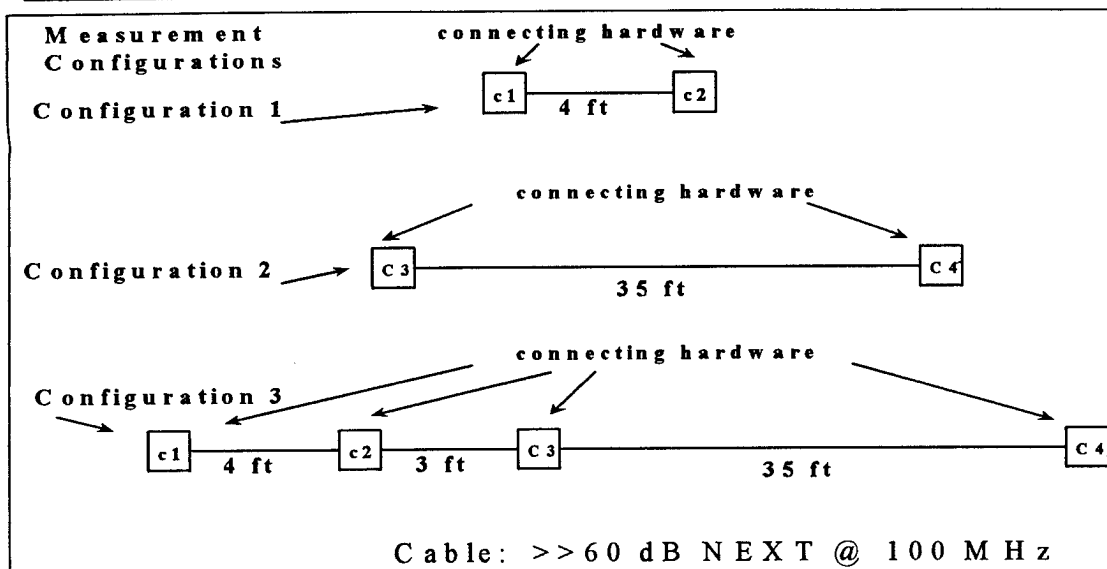 Measurement
Configurations
connecting hardware
Configuration 1
c1
c2
4 ft
connecting hardware
Configuration 2
C3
C4
35 ft
connecting hardware
Configuration 3
c1
c2
C3
C4
4 ft
3 ft
35 ft
Cable: >>60 dB NEXT @ 100 MHz